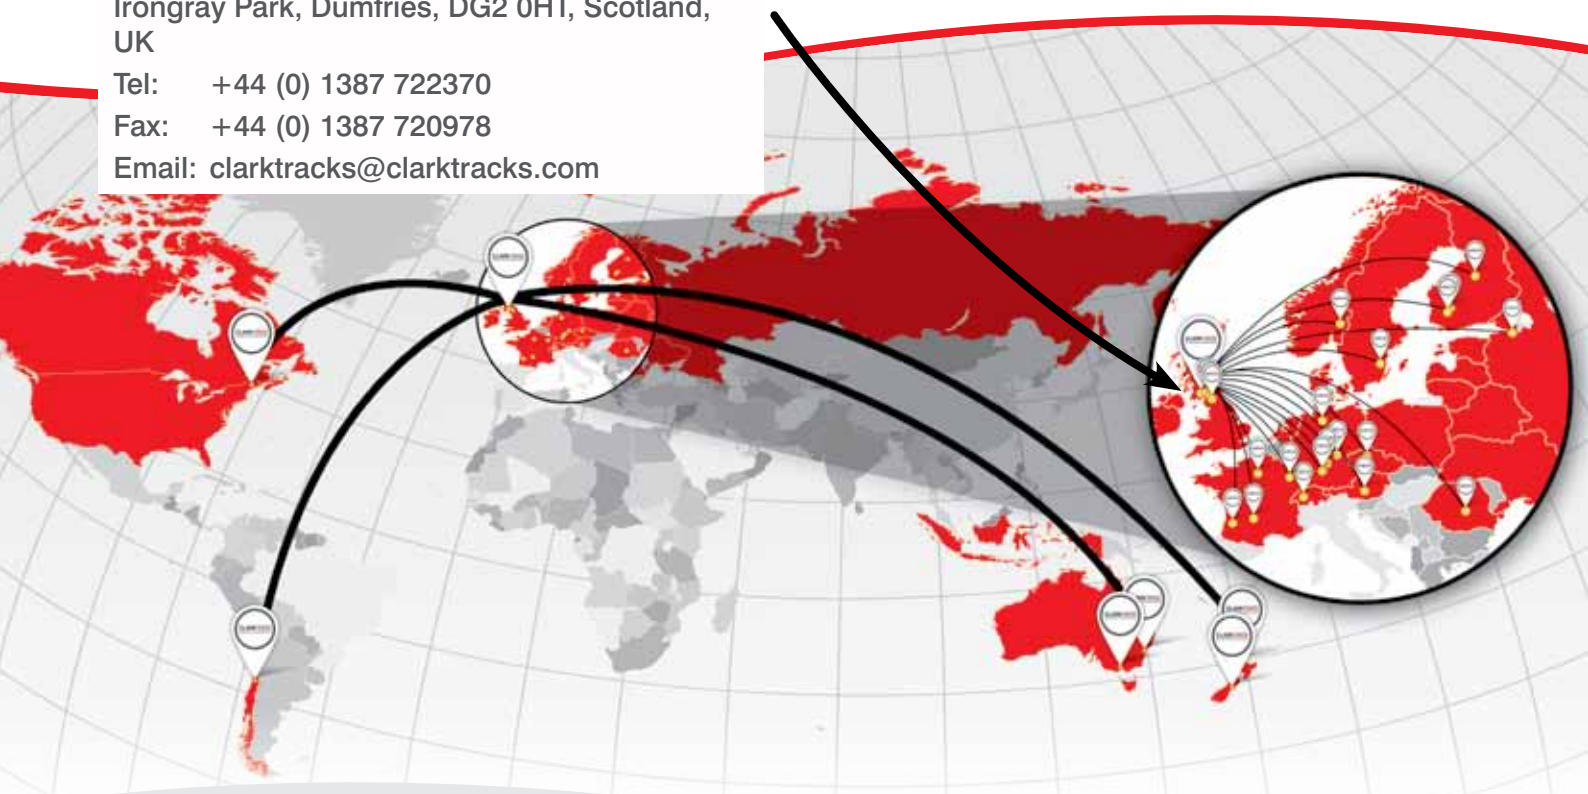 Irongray Park, Dumfries, DG2 0HT, Scotland,
UK
Tel: +44 (0) 1387 722370
Fax: +44 (0) 1387 720978
Email: clarktracks@clarktracks.com